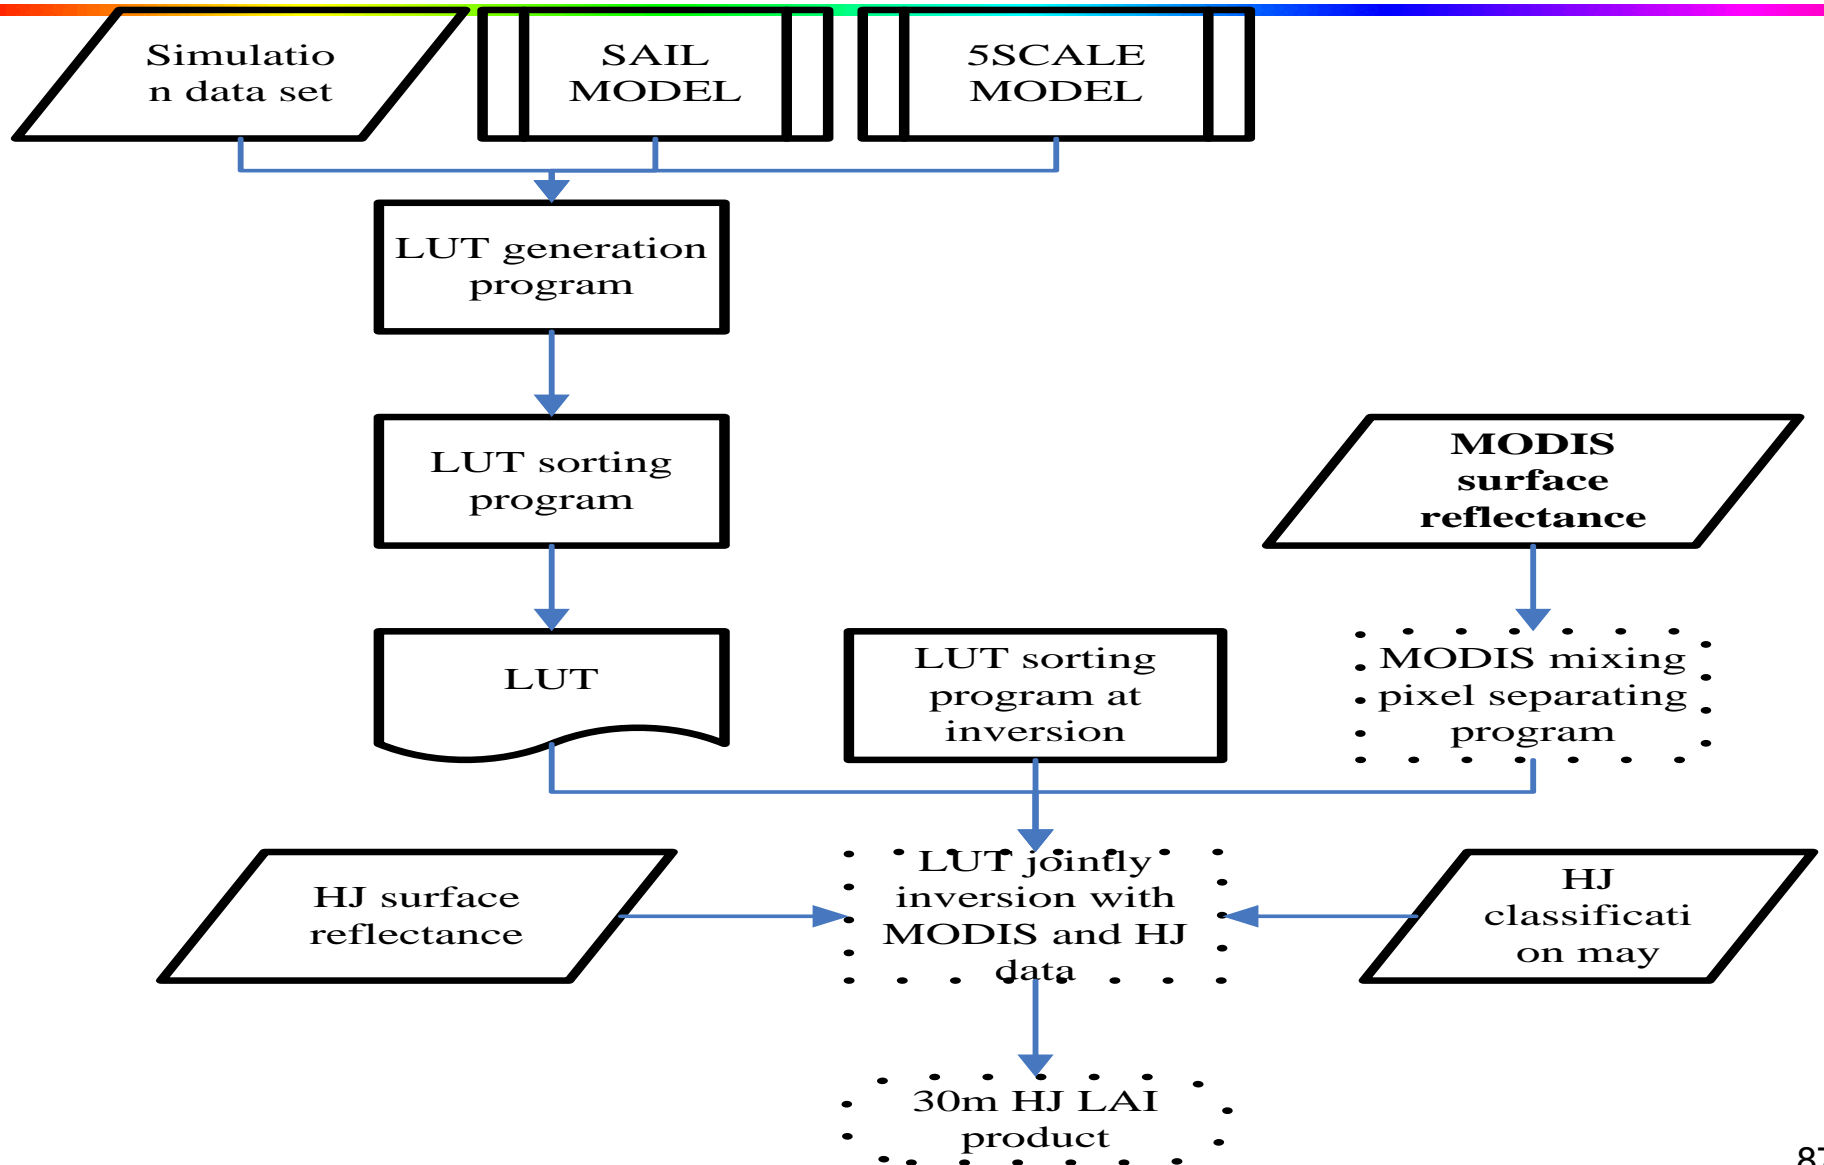 Simulatio
n data set
SAIL
MODEL
5SCALE
MODEL
LUT generation
program
LUT sorting
program
MODIS
surface
reflectance
LUT
LUT sorting
program at
inversion
MODIS mixing
pixel separating
program
HJ surface
reflectance
LUT jointly
inversion with
MODIS and HJ
data
HJ
classificati
on may
30m HJ LAI
product
87